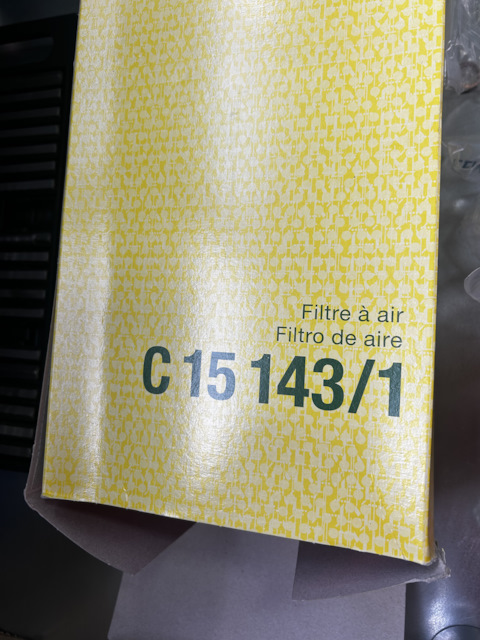 Filtre à air
Filtro de aire
C 15 143/1